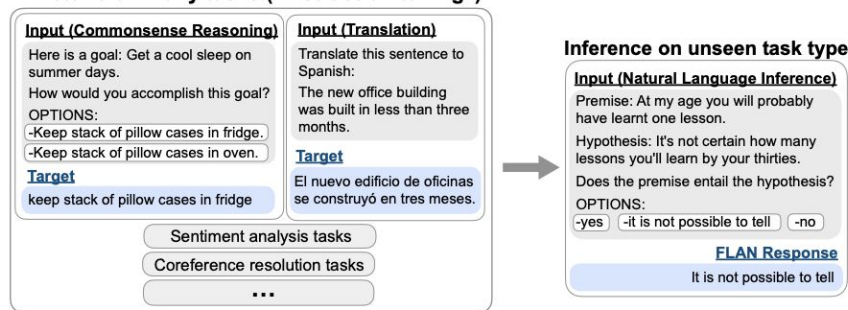 Input (Commonsense Reasoning)
Here is a goal: Get a cool sleep on
summer days.
How would you accomplish this goal?
OPTIONS:
-Keep stack of pillow cases in fridge.
-Keep stack of pillow cases in oven.
Target
keep stack of pillow cases in fridge
Input (Translation)
Translate this sentence to
Spanish:
The new office building
was built in less than three
months.
Target
El nuevo edificio de oficinas
se construyó en tres meses.
Sentiment analysis tasks
Coreference resolution tasks
...
Inference on unseen task type
Input (Natural Language Inference)
Premise: At my age you will probably
have learnt one lesson.
Hypothesis: It's not certain how many
lessons you'll learn by your thirties.
Does the premise entail the hypothesis?
OPTIONS:
-yes -it is not possible to tell -no
FLAN Response
It is not possible to tell